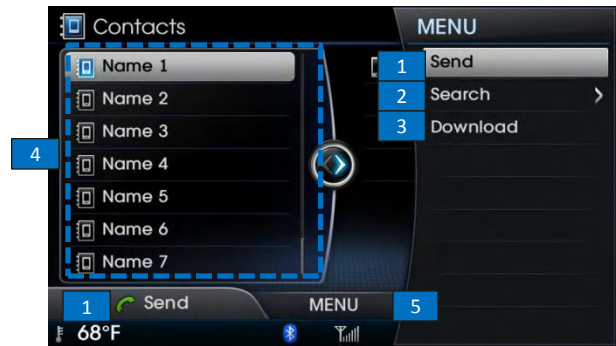 Contacts
MENU
Name 1
1 Send
Name 2
2 Search
Name 3
3 Download
4
Name 4
Name 5
Name 6
Name 7
1 Send
MENU
5
68°F